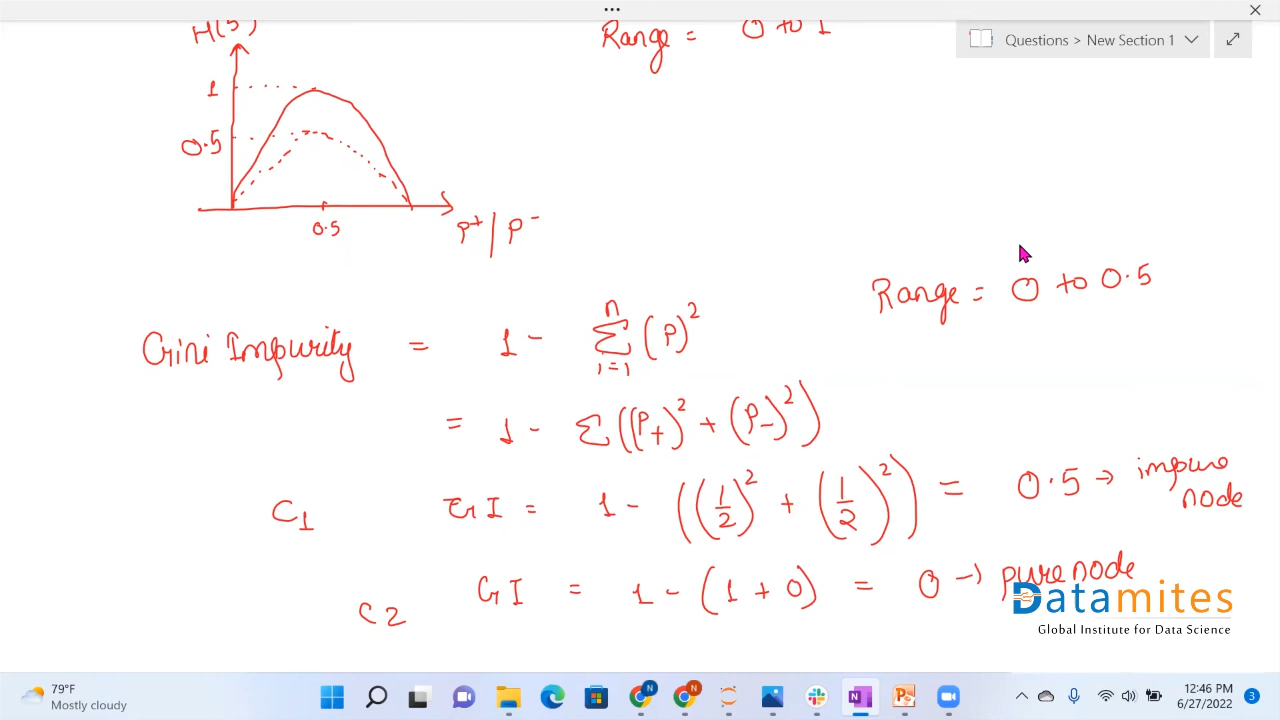 H(S)
Range = 0 to 1
Questions > New Section 1
1
0.5
0.5
P+ / P-
Range = 0 to 0.5
Gini Impurity = 1 - n Σ i=1 (P)²
= 1 - Σ((P+)² + (P-)²)
C1 GI = 1 - ((1/2)² + (1/2)²) = 0.5 → impure node
C2 GI = 1 - (1 + 0) = 0 → pure node
Datamites
Global Institute for Data Science
79°F
Mostly cloudy
12:46 PM
6/27/2022
3